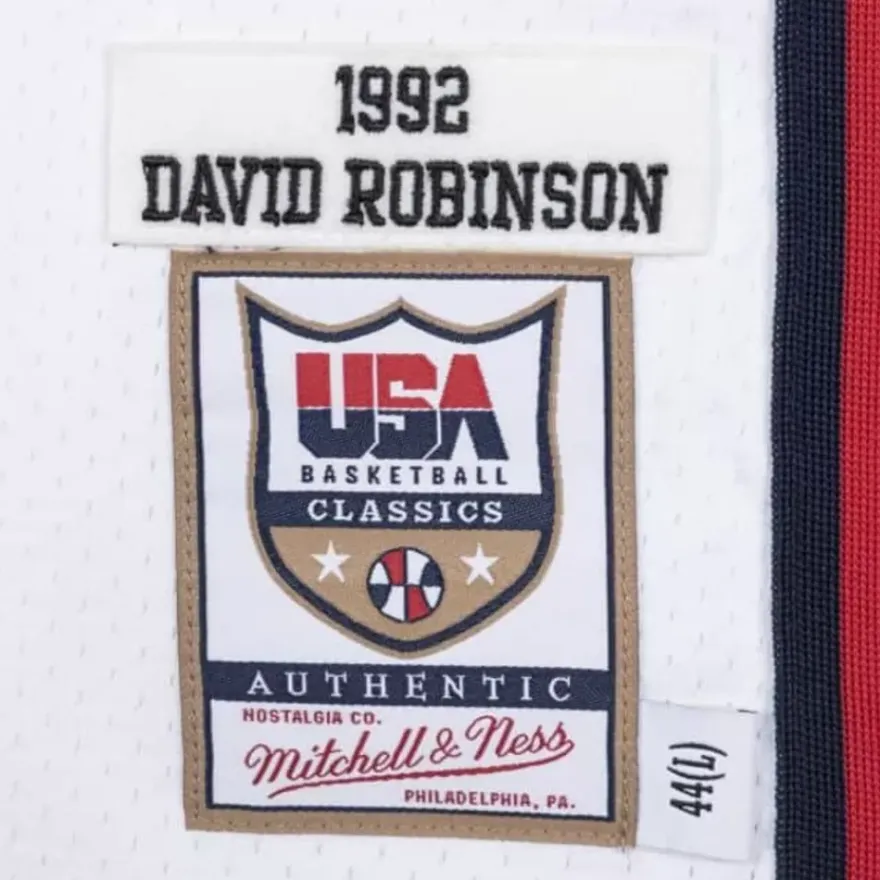 1992
DAVID ROBINSON
USA
BASKETBALL
CLASSICS
AUTHENTIC
NOSTALGIA CO.
Mitchell & Ness
PHILADELPHIA, PA.
44(L)